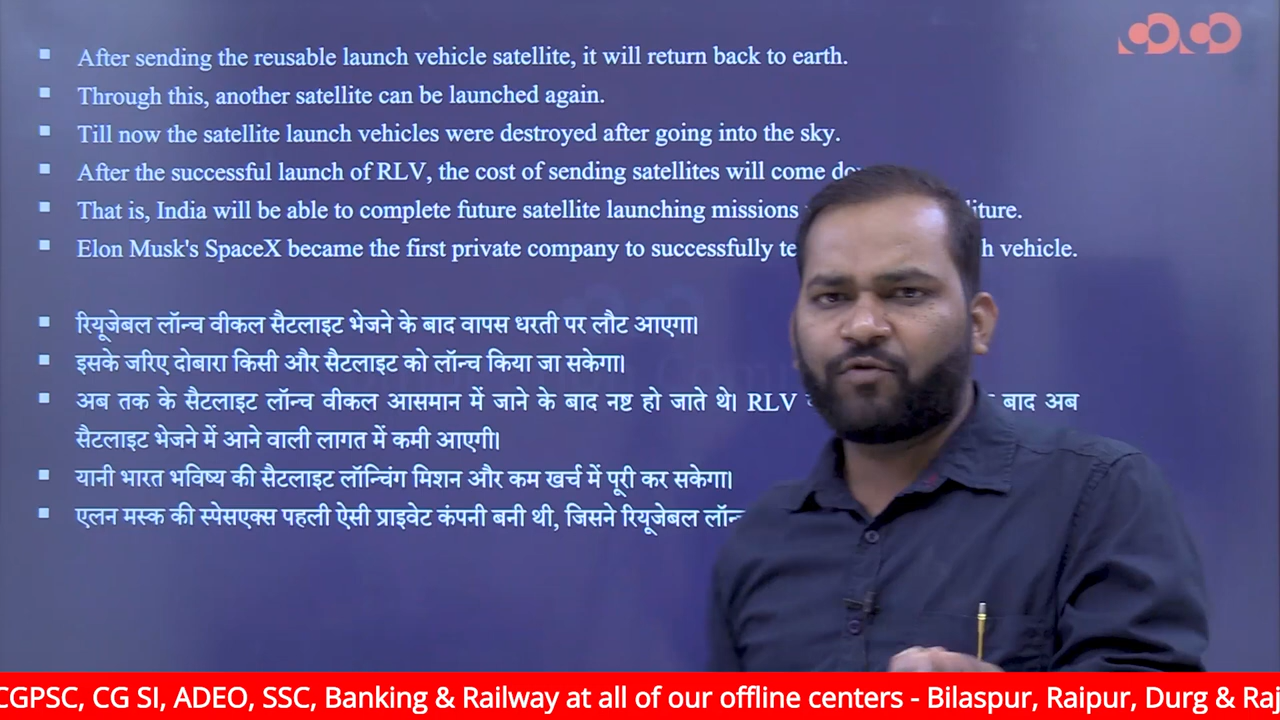 After sending the reusable launch vehicle satellite, it will return back to earth.
Through this, another satellite can be launched again.
Till now the satellite launch vehicles were destroyed after going into the sky.
After the successful launch of RLV, the cost of sending satellites will come
That is, India will be able to complete future satellite launching missions
Elon Musk's SpaceX became the first private company to successfully vehicle.
रियूजेबल लॉन्च वीकल सैटलाइट भेजने के बाद वापस धरती पर लौट आएगा।
इसके जरिए दोबारा किसी और सैटलाइट को लॉन्च किया जा सकेगा।
अब तक के सैटलाइट लॉन्च वीकल आसमान में जाने के बाद नष्ट हो जाते थे। RLV बाद अब
सैटलाइट भेजने में आने वाली लागत में कमी आएगी।
यानी भारत भविष्य की सैटलाइट लॉन्चिंग मिशन और कम खर्च में पूरी कर सकेगा।
एलन मस्क की स्पेसएक्स पहली ऐसी प्राइवेट कंपनी बनी थी, जिसने रियूजेबल
CGPSC, CG SI, ADEO, SSC, Banking & Railway at all of our offline centers - Bilaspur, Raipur, Durg &